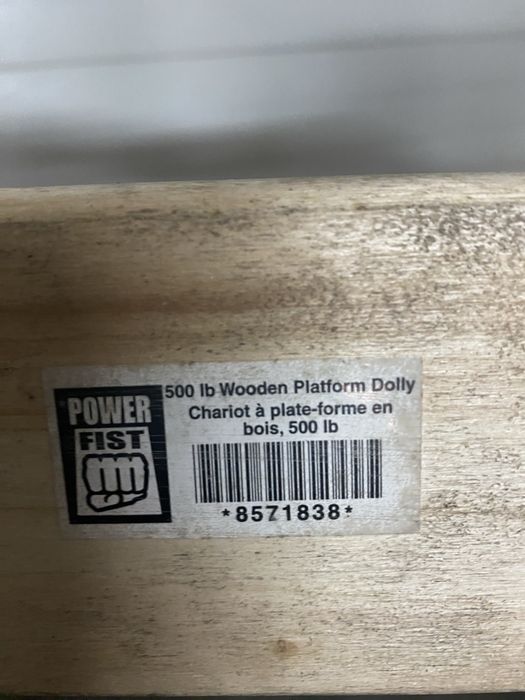 POWER
FIST
500 lb Wooden Platform Dolly
Chariot à plate-forme en
bois, 500 lb
*8571838*